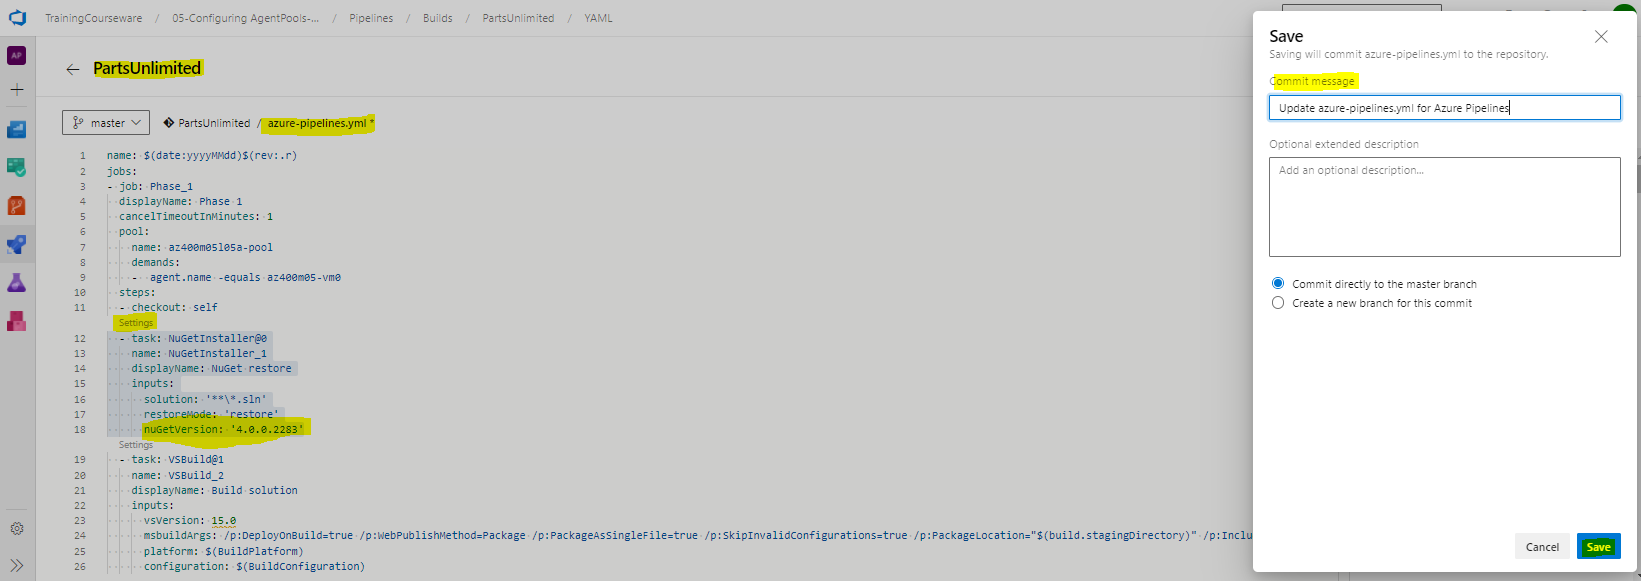 TrainingCourseware / 05-Configuring AgentPools-... / Pipelines / Builds / PartsUnlimited / YAML
AP
← PartsUnlimited
master PartsUnlimited / azure-pipelines.yml *
1 name: $(date:yyyyMMdd)$(rev:.r)
2 jobs:
3 - job: Phase_1
4 displayName: Phase 1
5 cancelTimeoutInMinutes: 1
6 pool:
7 name: az400m05l05a-pool
8 demands:
9 - agent.name -equals az400m05-vm0
10 steps:
11 - checkout: self
Settings
12 - task: NuGetInstaller@0
13 name: NuGetInstaller_1
14 displayName: NuGet restore
15 inputs:
16 solution: '**\*.sln'
17 restoreMode: 'restore'
18 nuGetVersion: '4.0.0.2283'
Settings
19 - task: VSBuild@1
20 name: VSBuild_2
21 displayName: Build solution
22 inputs:
23 vsVersion: 15.0
24 msbuildArgs: /p:DeployOnBuild=true /p:WebPublishMethod=Package /p:PackageAsSingleFile=true /p:SkipInvalidConfigurations=true /p:PackageLocation="$(build.stagingDirectory)" /p:Inclu
25 platform: $(BuildPlatform)
26 configuration: $(BuildConfiguration)
Save
Saving will commit azure-pipelines.yml to the repository.
Commit message
Update azure-pipelines.yml for Azure Pipelines
Optional extended description
Add an optional description...
Commit directly to the master branch
Create a new branch for this commit
Cancel Save